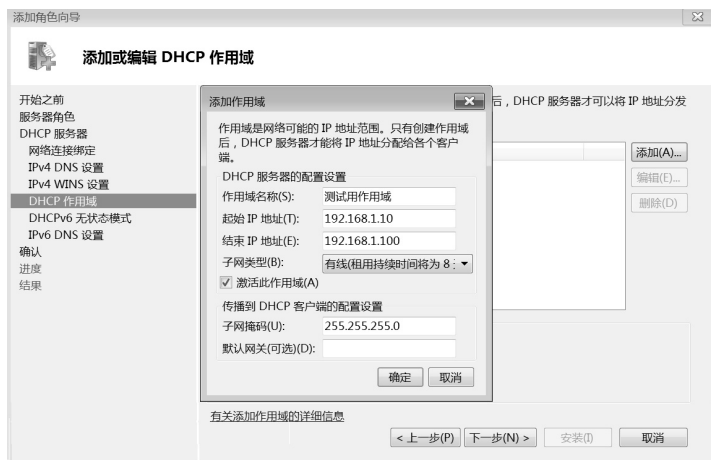 添加角色向导
添加或编辑 DHCP 作用域
开始之前
服务器角色
DHCP 服务器
网络连接绑定
IPv4 DNS 设置
IPv4 WINS 设置
DHCP 作用域
DHCPv6 无状态模式
IPv6 DNS 设置
确认
进度
结果
后，DHCP 服务器才可以将 IP 地址分发
添加(A)...
编辑(E)...
删除(D)
添加作用域
作用域是网络可能的 IP 地址范围。只有创建作用域
后，DHCP 服务器才能将 IP 地址分配给各个客户
端。
DHCP 服务器的配置设置
作用域名称(S): 测试用作用域
起始 IP 地址(T): 192.168.1.10
结束 IP 地址(E): 192.168.1.100
子网类型(B): 有线(租用持续时间将为 8
激活此作用域(A)
传播到 DHCP 客户端的配置设置
子网掩码(U): 255.255.255.0
默认网关(可选)(D):
确定 取消
有关添加作用域的详细信息
< 上一步(P) 下一步(N) > 安装(I) 取消